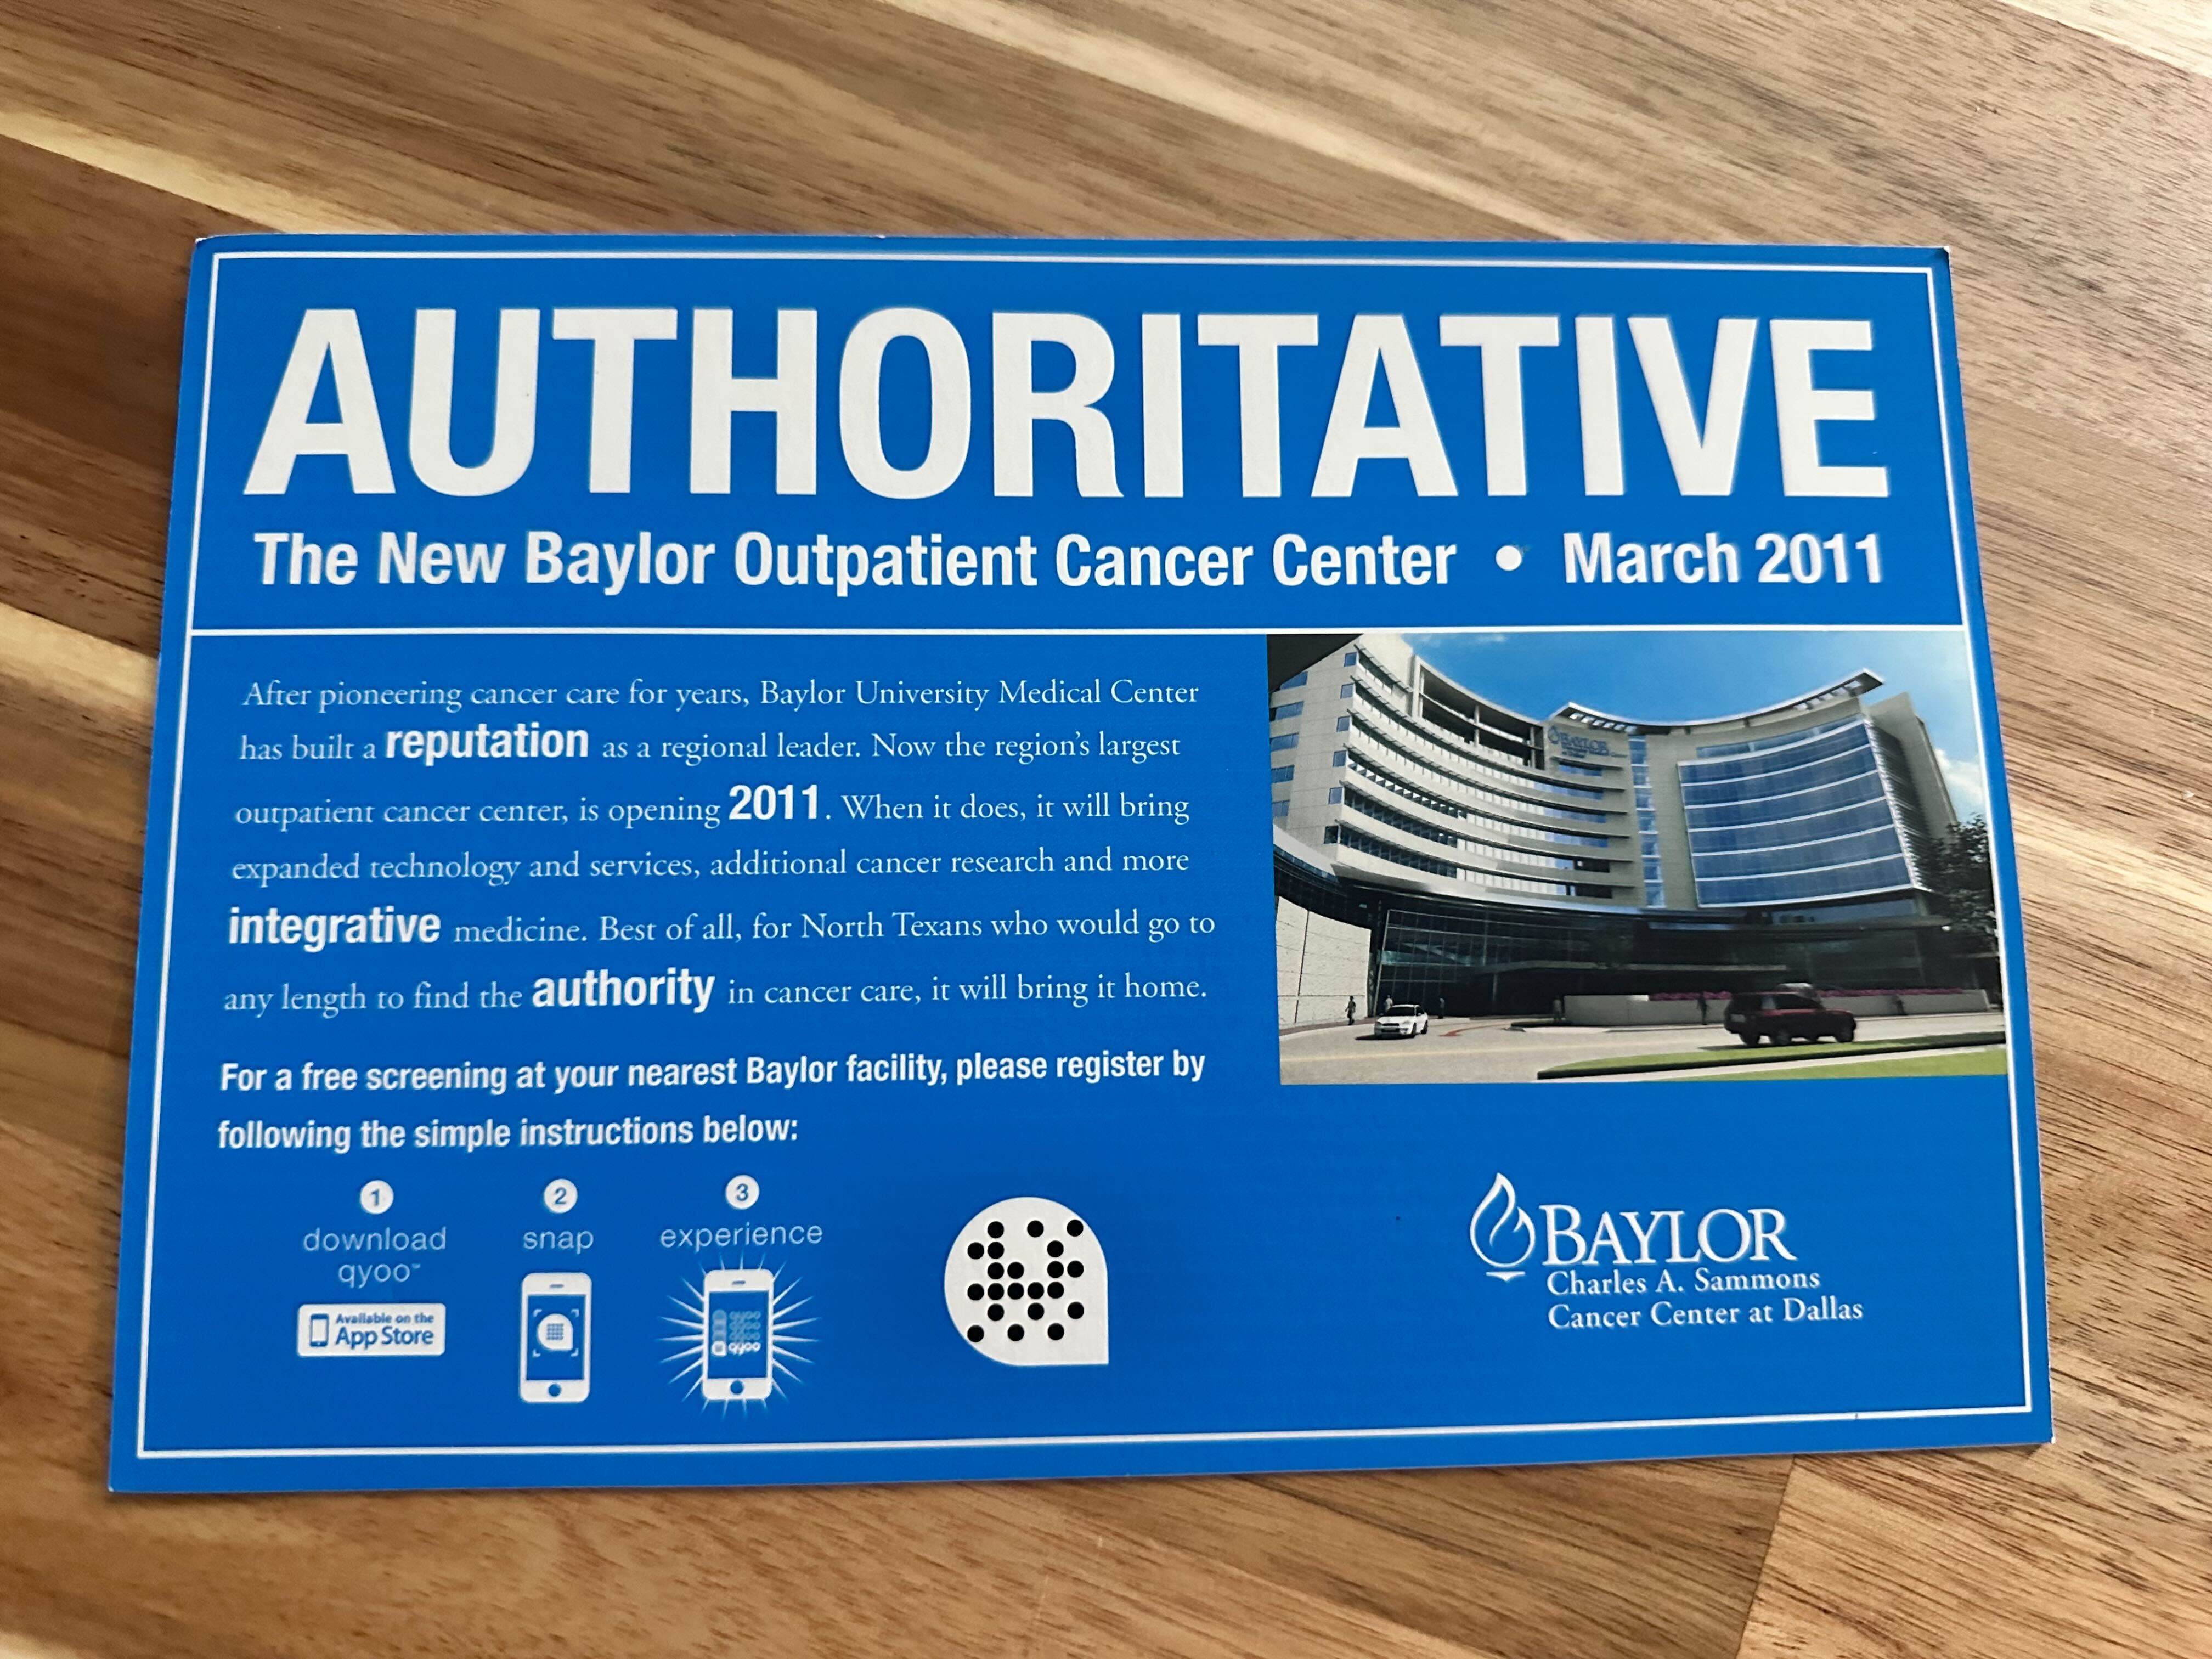 AUTHORITATIVE
The New Baylor Outpatient Cancer Center • March 2011
After pioneering cancer care for years, Baylor University Medical Center
has built a reputation as a regional leader. Now the region's largest
outpatient cancer center, is opening 2011. When it does, it will bring
expanded technology and services, additional cancer research and more
integrative medicine. Best of all, for North Texans who would go to
any length to find the authority in cancer care, it will bring it home.
For a free screening at your nearest Baylor facility, please register by
following the simple instructions below:
1
download
qyoo™
Available on the
App Store
2
snap
3
experience
qyoo
BAYLOR
Charles A. Sammons
Cancer Center at Dallas
BAYLOR